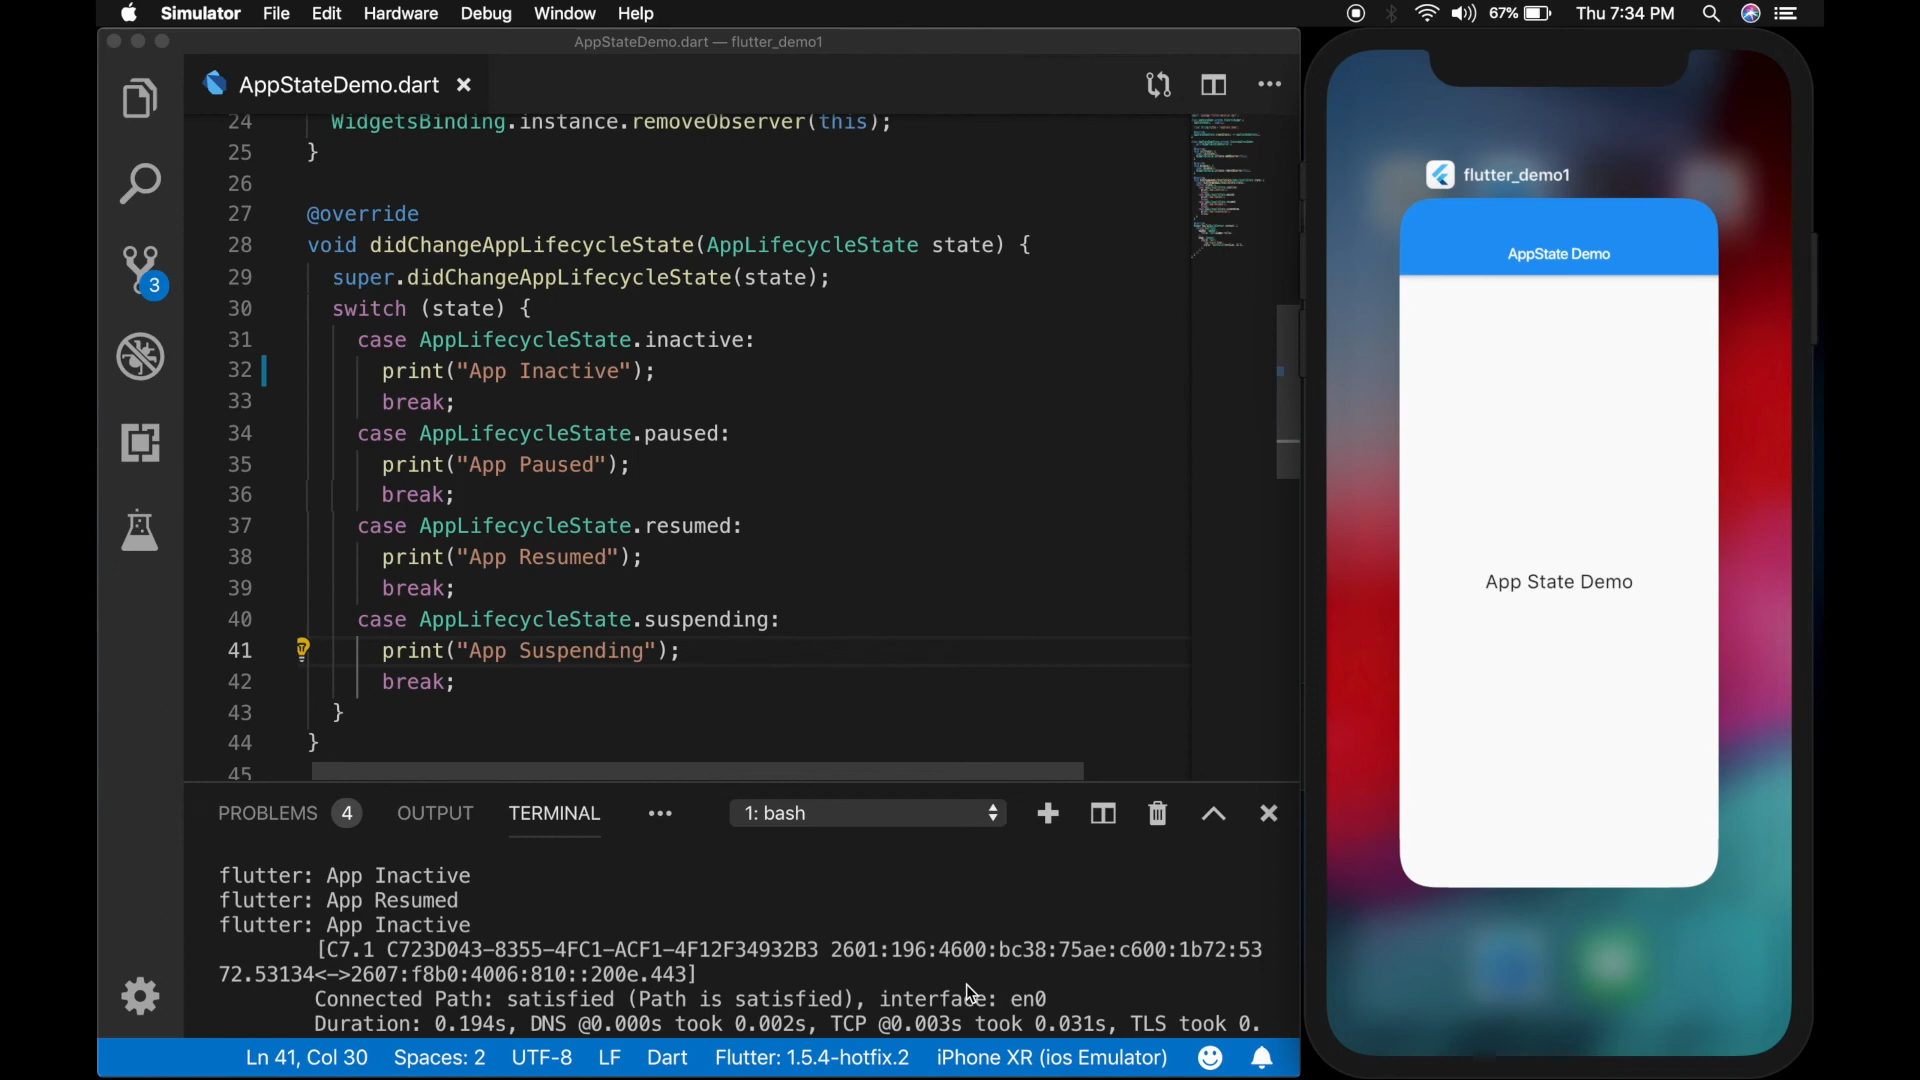 Simulator File Edit Hardware Debug Window Help
67% Thu 7:34 PM
AppStateDemo.dart — flutter_demo1
AppStateDemo.dart
24 WidgetsBinding.instance.removeObserver(this);
25 }
26
27 @override
28 void didChangeAppLifecycleState(AppLifecycleState state) {
29 super.didChangeAppLifecycleState(state);
30 switch (state) {
31 case AppLifecycleState.inactive:
32 print("App Inactive");
33 break;
34 case AppLifecycleState.paused:
35 print("App Paused");
36 break;
37 case AppLifecycleState.resumed:
38 print("App Resumed");
39 break;
40 case AppLifecycleState.suspending:
41 print("App Suspending");
42 break;
43 }
44 }
45
3
PROBLEMS 4 OUTPUT TERMINAL 1: bash
flutter: App Inactive
flutter: App Resumed
flutter: App Inactive
[C7.1 C723D043-8355-4FC1-ACF1-4F12F34932B3 2601:196:4600:bc38:75ae:c600:1b72:53
72.53134<->2607:f8b0:4006:810::200e.443]
Connected Path: satisfied (Path is satisfied), interface: en0
Duration: 0.194s, DNS @0.000s took 0.002s, TCP @0.003s took 0.031s, TLS took 0.
Ln 41, Col 30 Spaces: 2 UTF-8 LF Dart Flutter: 1.5.4-hotfix.2 iPhone XR (ios Emulator)
flutter_demo1
AppState Demo
App State Demo